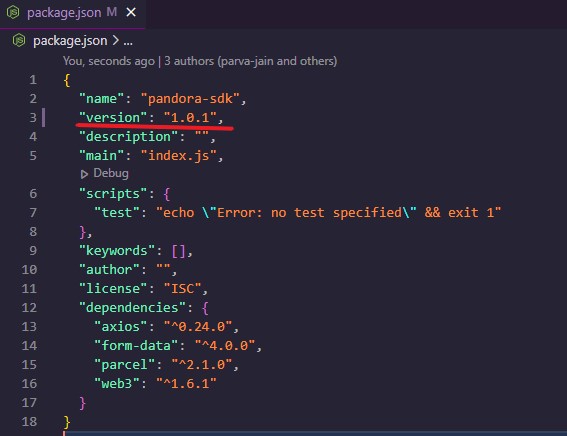 package.json M ×
package.json > ...
You, seconds ago | 3 authors (parva-jain and others)
1 {
2 "name": "pandora-sdk",
3 "version": "1.0.1",
4 "description": "",
5 "main": "index.js",
Debug
6 "scripts": {
7 "test": "echo \"Error: no test specified\" && exit 1"
8 },
9 "keywords": [],
10 "author": "",
11 "license": "ISC",
12 "dependencies": {
13 "axios": "^0.24.0",
14 "form-data": "^4.0.0",
15 "parcel": "^2.1.0",
16 "web3": "^1.6.1"
17 }
18 }